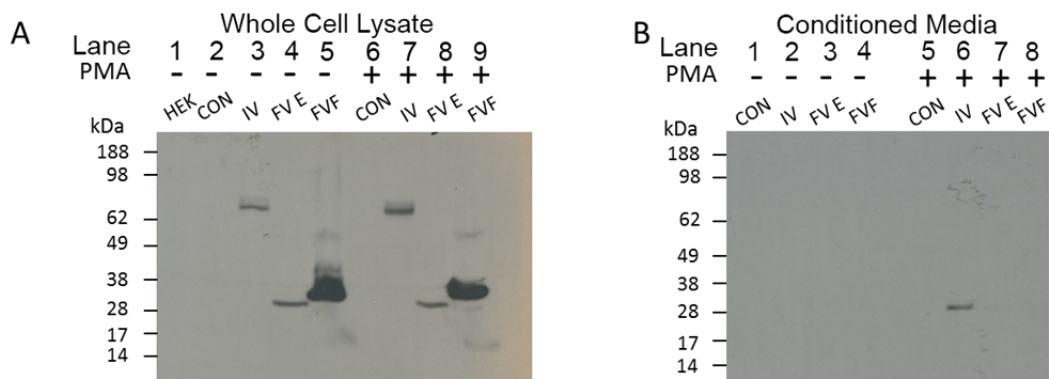 A
Whole Cell Lysate
Lane 1 2 3 4 5 6 7 8 9
PMA - - - - - + + + +
HEK CON IV FV E FVF CON IV FV E FVF
kDa
188
98
62
49
38
28
17
14
B
Conditioned Media
Lane 1 2 3 4 5 6 7 8
PMA - - - - + + + +
CON IV FV E FVF CON IV FV E FVF
kDa
188
98
62
49
38
28
17
14